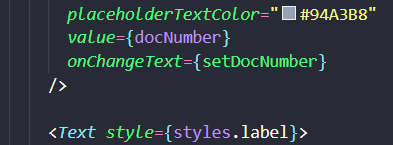 placeholderTextColor="#94A3B8"
value={docNumber}
onChangeText={setDocNumber}
/>
<Text style={styles.label}>